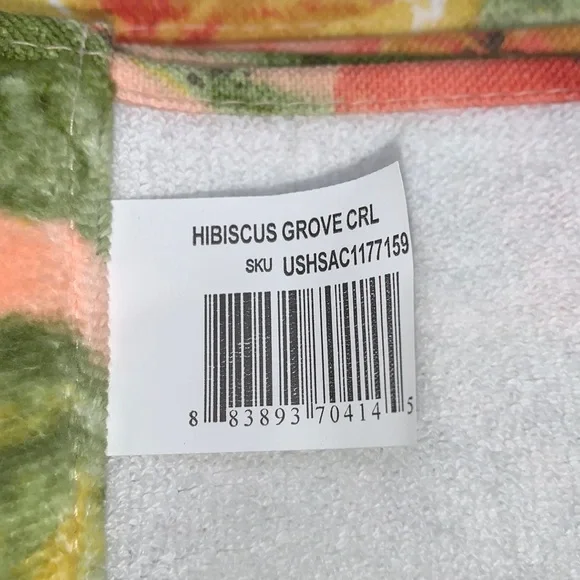 HIBISCUS GROVE CRL
SKU USHSAC1177159
8 83893 70414 5